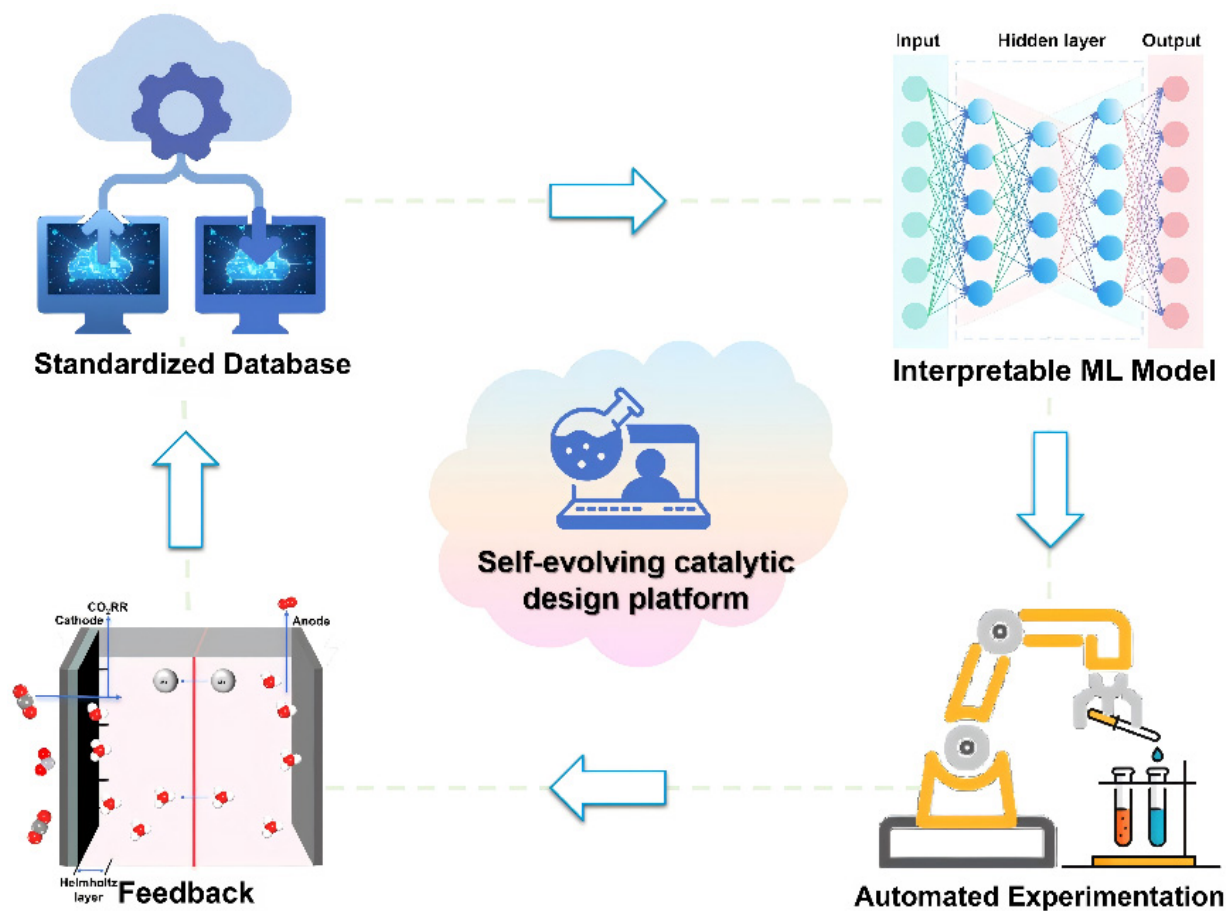 Input Hidden layer Output
Standardized Database
Interpretable ML Model
Self-evolving catalytic
design platform
CO₂RR
Cathode
Anode
Helmholtz
layer
Feedback
Automated Experimentation